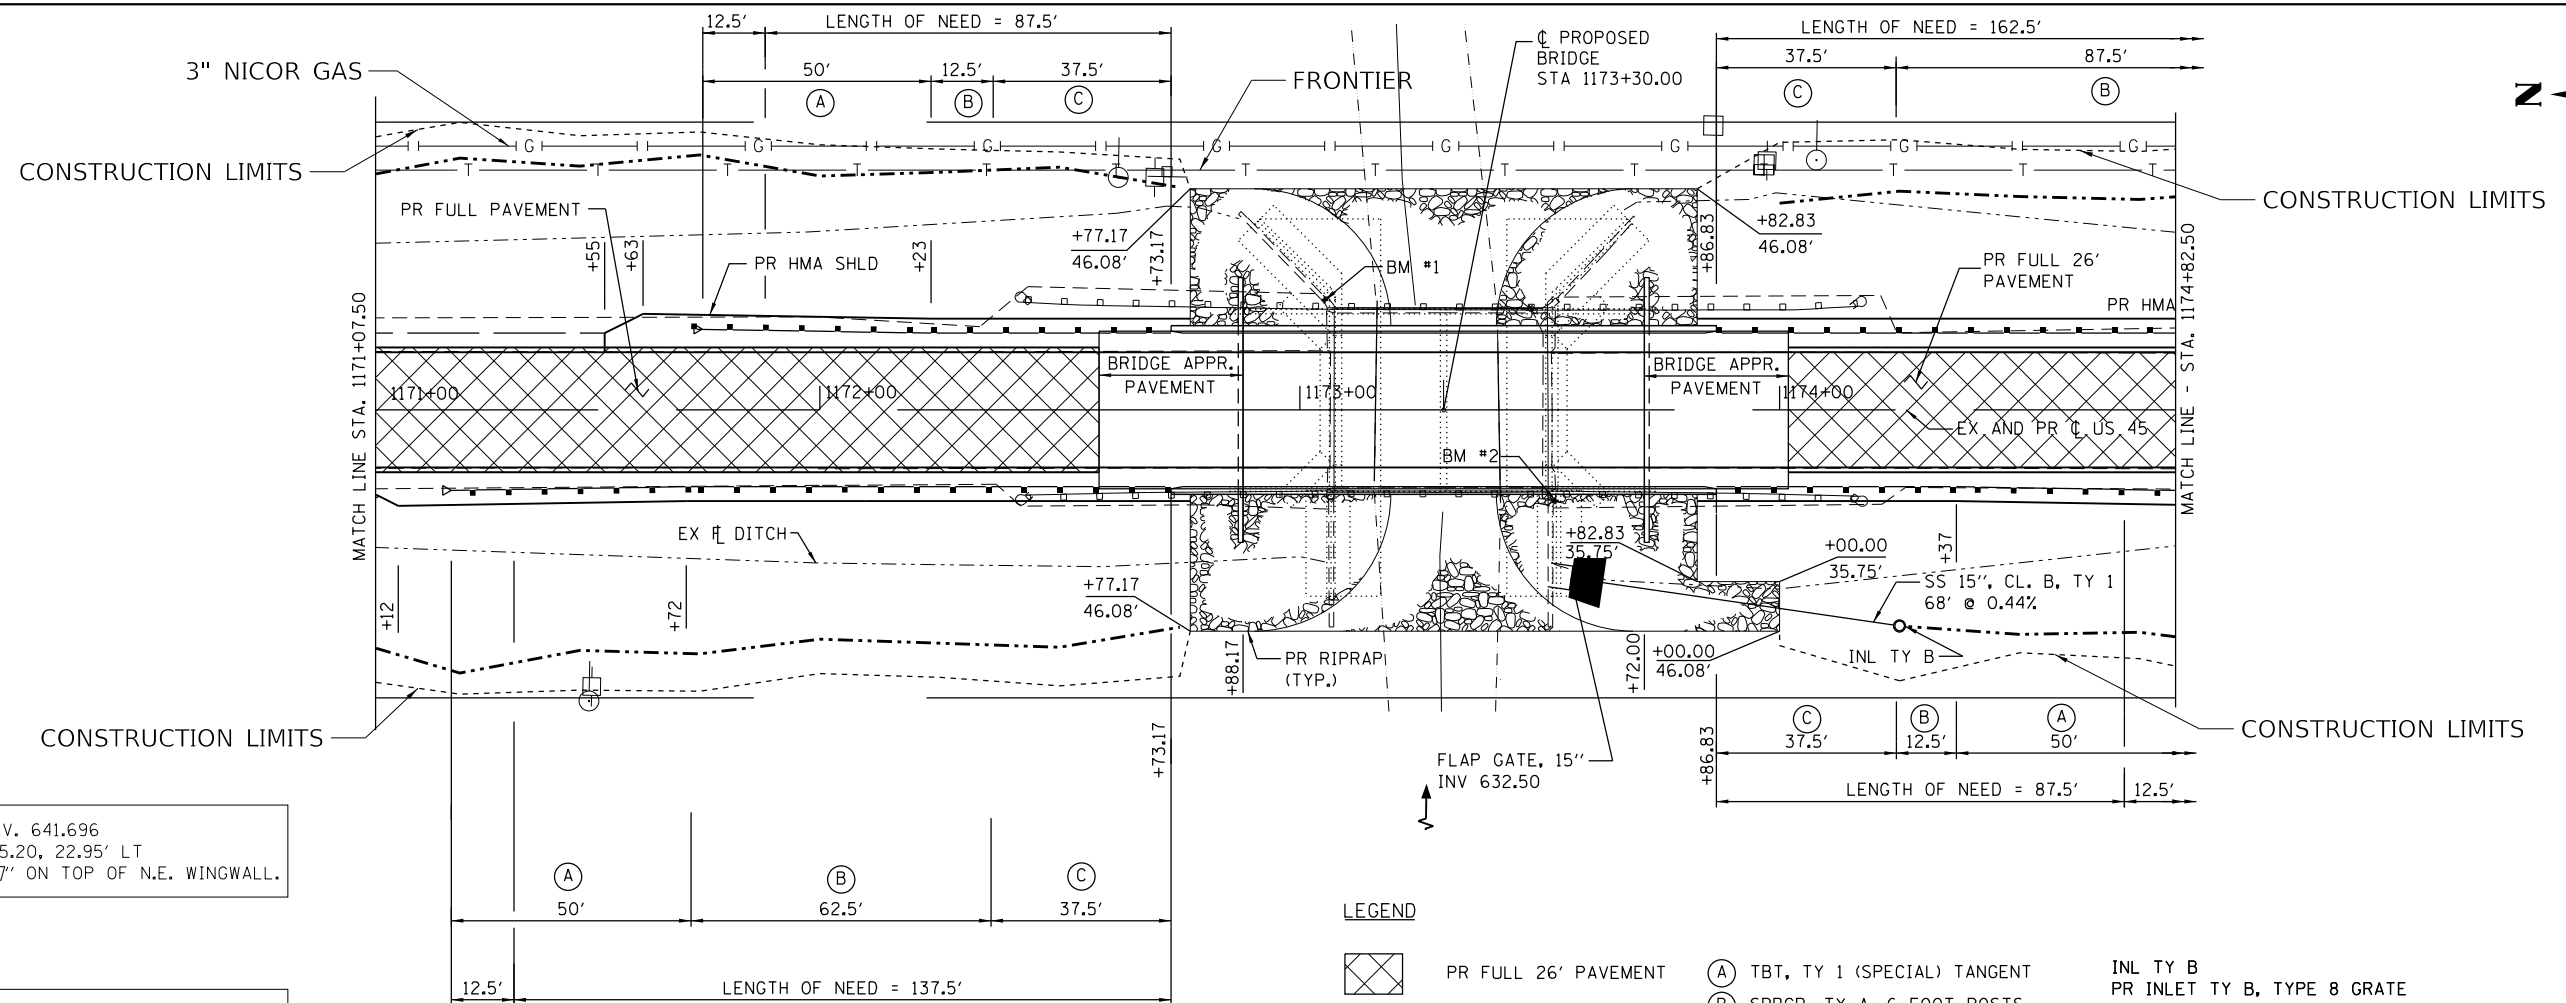 12.5'
LENGTH OF NEED = 87.5'
50'
12.5'
37.5'
A
B
C
3" NICOR GAS
FRONTIER
℄ PROPOSED
BRIDGE
STA 1173+30.00
LENGTH OF NEED = 162.5'
37.5'
87.5'
C
B
N
CONSTRUCTION LIMITS
G G G G G G G
T T T T T T T T T T T T
CONSTRUCTION LIMITS
PR FULL PAVEMENT
+55
+63
PR HMA SHLD
+23
+77.17
46.08'
+73.17
BM #1
+86.83
+82.83
46.08'
PR FULL 26'
PAVEMENT
PR HMA
MATCH LINE STA. 1171+07.50
MATCH LINE - STA. 1174+82.50
BRIDGE APPR.
PAVEMENT
BRIDGE APPR.
PAVEMENT
1171+00
1172+00
1173+00
1174+00
EX AND PR ℄ US 45
BM #2
EX FL DITCH
+12
+72
+77.17
46.08'
+88.17
PR RIPRAP
(TYP.)
+82.83
35.75'
+00.00
35.75'
+37
SS 15", CL. B, TY 1
68' @ 0.44%
INL TY B
+72.00
+00.00
46.08'
CONSTRUCTION LIMITS
+73.17
FLAP GATE, 15"
INV 632.50
+86.83
C
B
A
37.5'
12.5'
50'
CONSTRUCTION LIMITS
LENGTH OF NEED = 87.5'
12.5'
V. 641.696
5.20, 22.95' LT
7" ON TOP OF N.E. WINGWALL.
A
B
C
50'
62.5'
37.5'
12.5'
LENGTH OF NEED = 137.5'
LEGEND
PR FULL 26' PAVEMENT
A TBT, TY 1 (SPECIAL) TANGENT
B SPBGR, TY A, 6 FOOT POSTS
INL TY B
PR INLET TY B, TYPE 8 GRATE